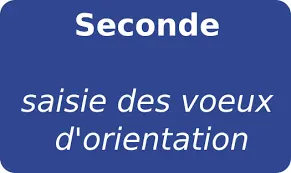 Seconde
saisie des voeux
d'orientation